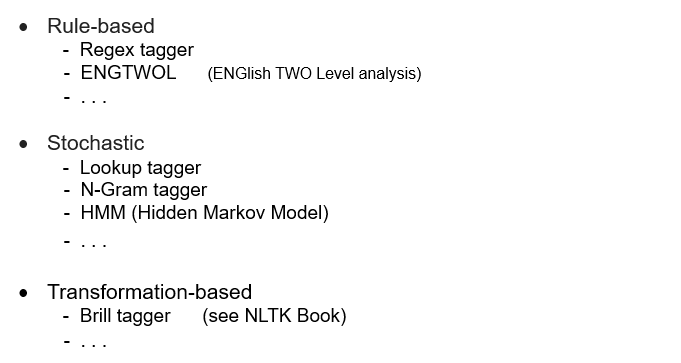 • Rule-based
- Regex tagger
- ENGTWOL (ENGlish TWO Level analysis)
- . . .
• Stochastic
- Lookup tagger
- N-Gram tagger
- HMM (Hidden Markov Model)
- . . .
• Transformation-based
- Brill tagger (see NLTK Book)
- . . .